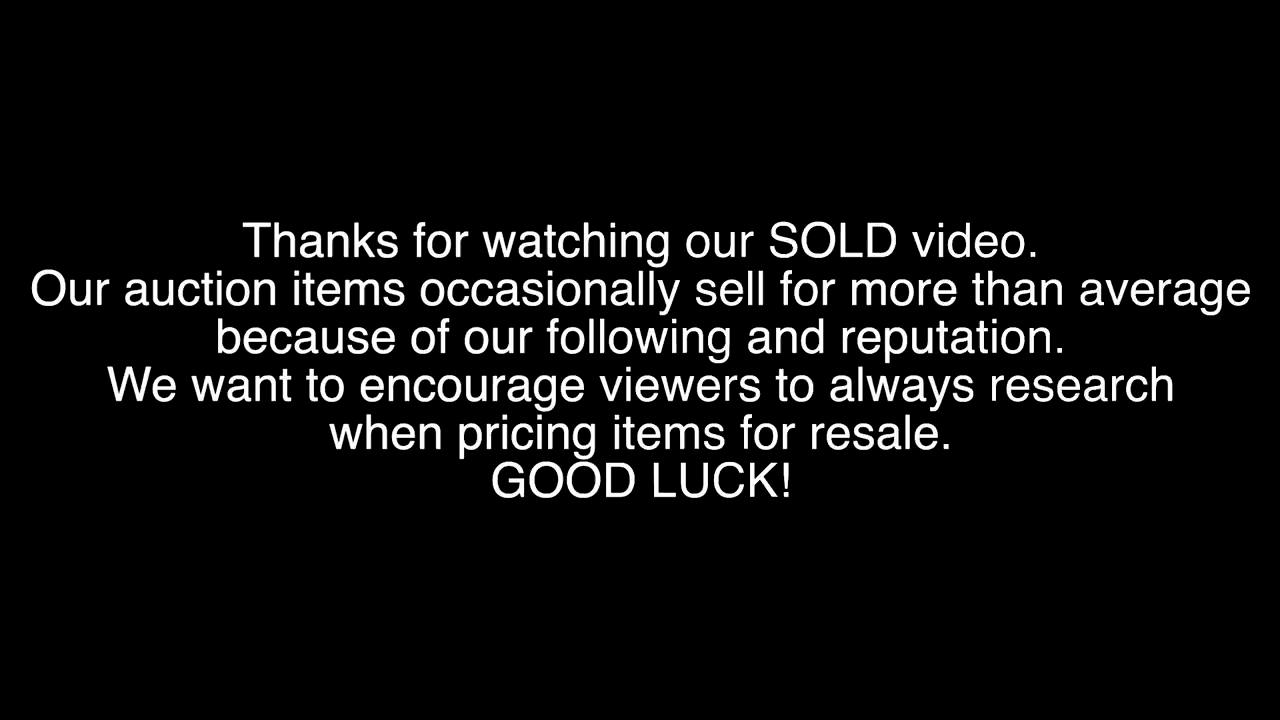 Thanks for watching our SOLD video.
Our auction items occasionally sell for more than average
because of our following and reputation.
We want to encourage viewers to always research
when pricing items for resale.
GOOD LUCK!